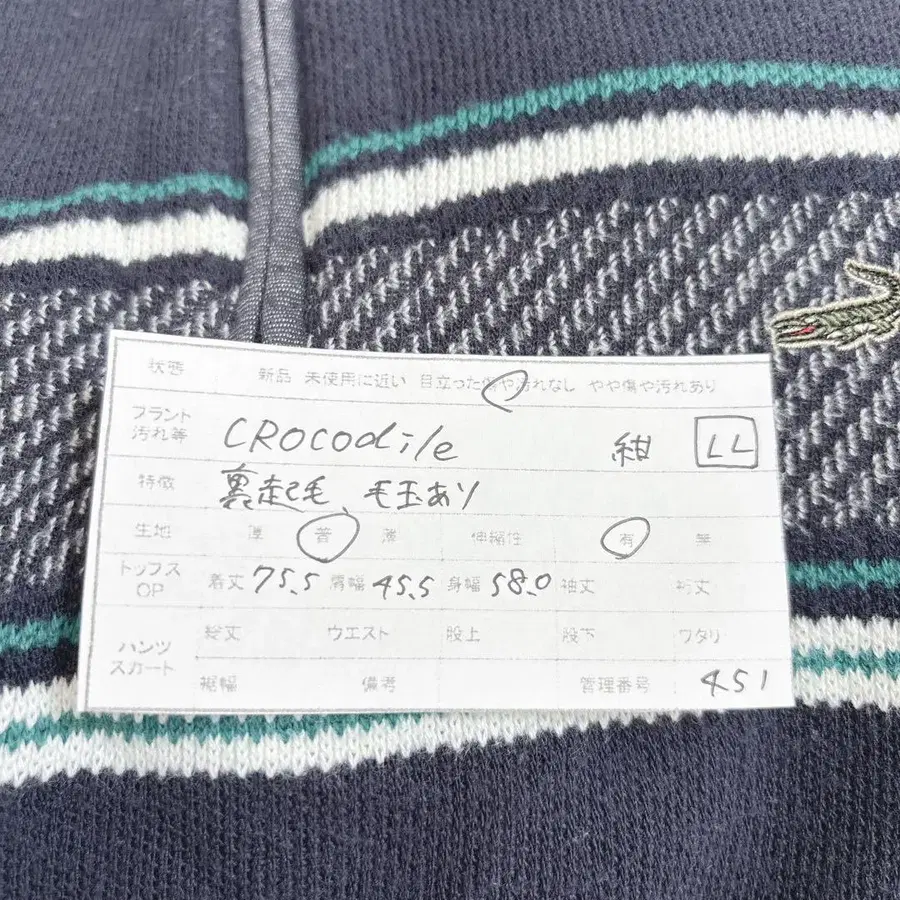 状態 新品 未使用に近い 目立った傷や汚れなし やや傷や汚れあり
ブランド 汚れ等 CROCOdile 紺 LL
特徴 裏起毛、毛玉あり
生地 厚 普 薄 伸縮性 有 無
トップス OP 着丈 75.5 肩幅 45.5 身幅 58.0 袖丈 裄丈
パンツ スカート 総丈 ウエスト 股上 股下 ワタリ
裾幅 備考 管理番号 451